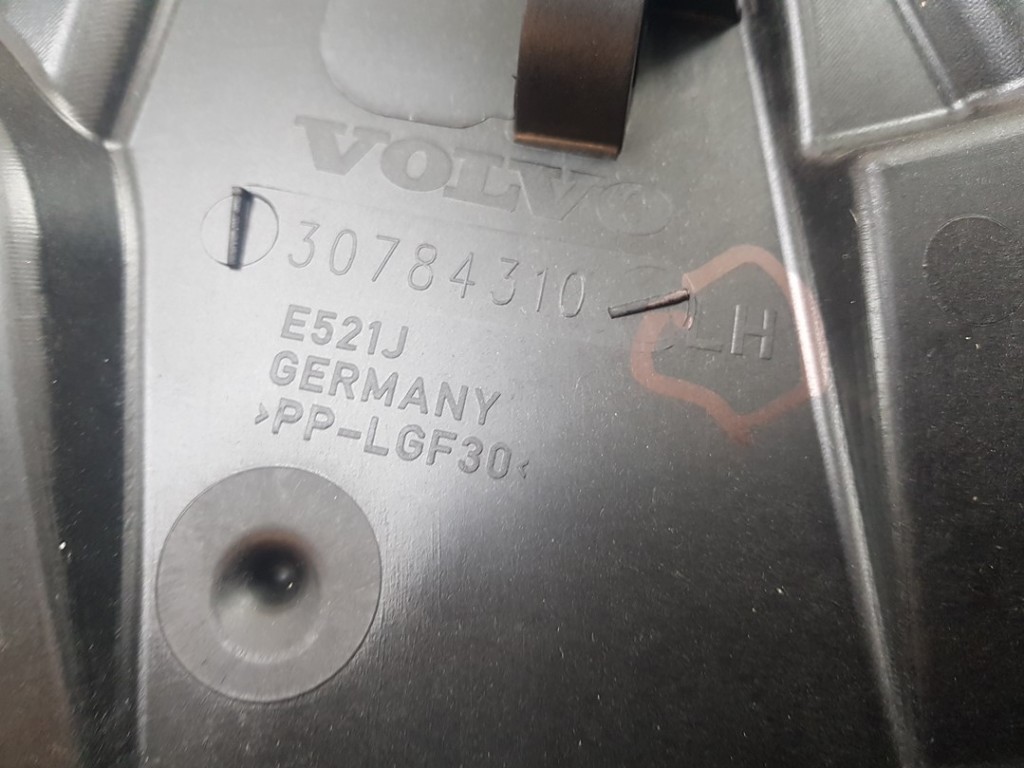 VOLVO
30784310 LH
E521J
GERMANY
>PP-LGF30<